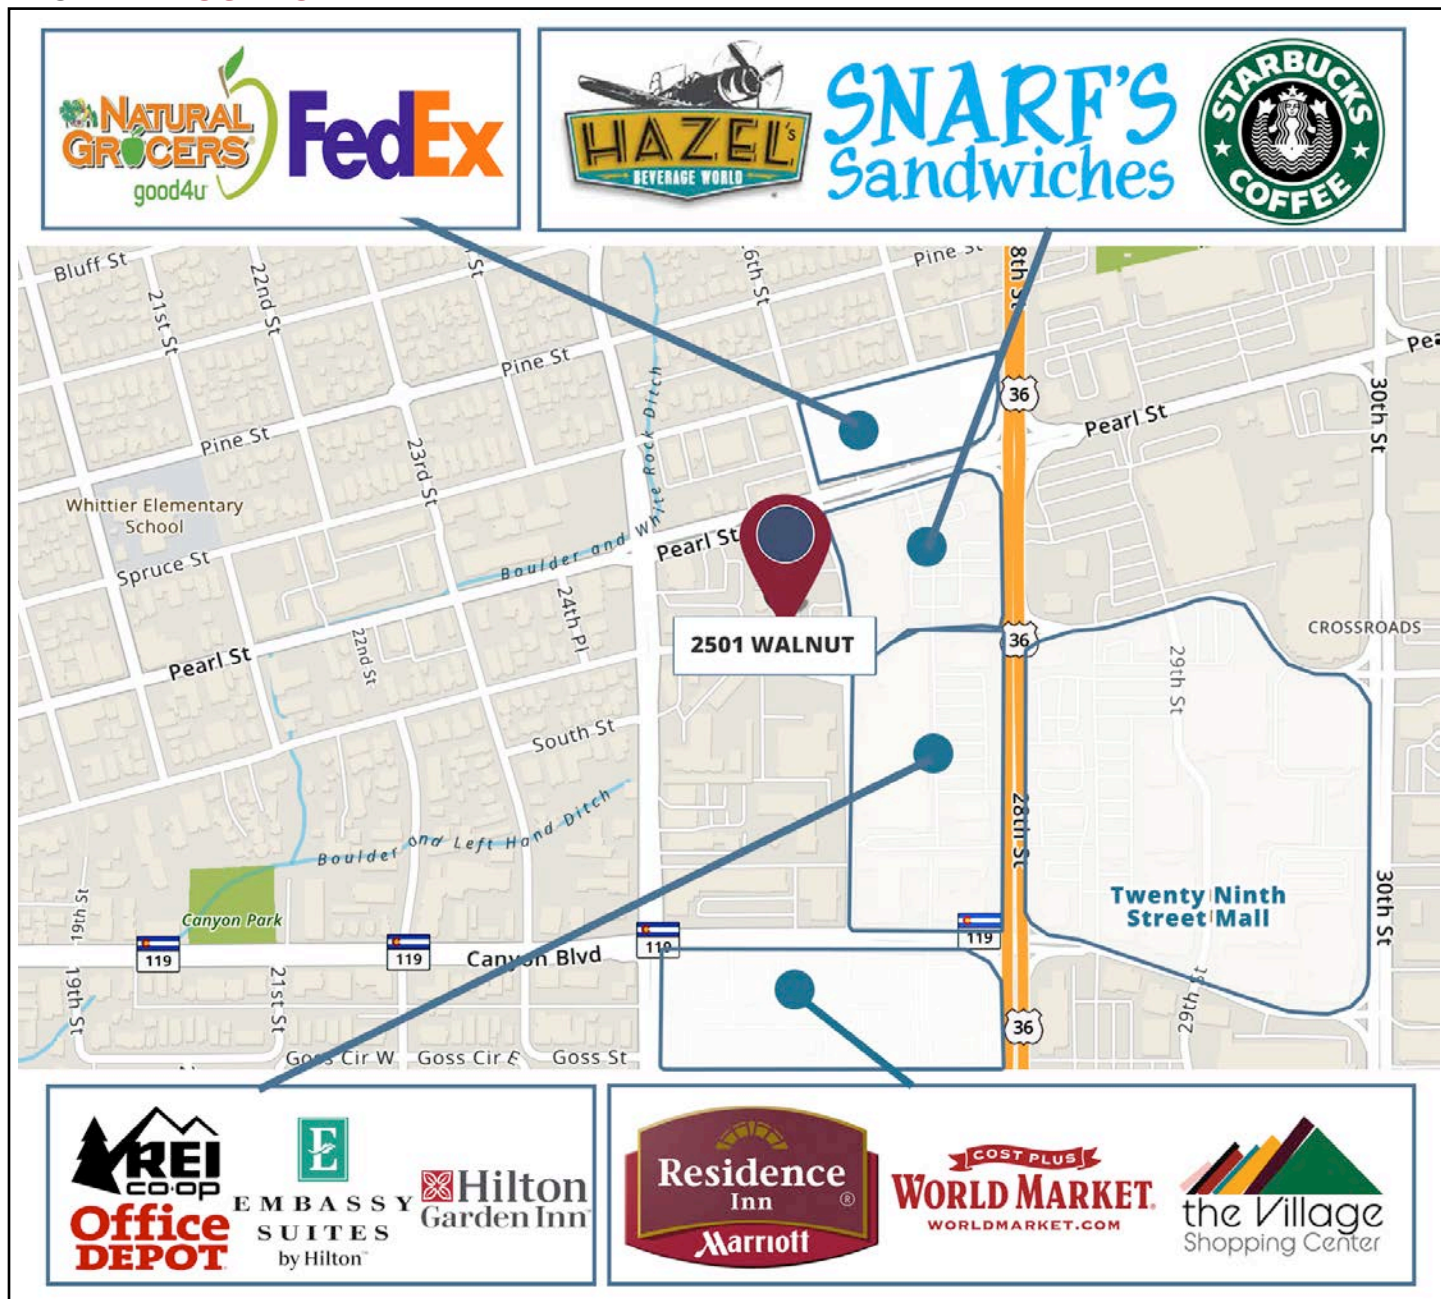 NATURAL
GROCERS®
good4u
FedEx
HAZEL's
BEVERAGE WORLD
SNARF'S
Sandwiches
STARBUCKS
COFFEE
Bluff St
21st St
22nd St
Pine St
6th St
Pine St
8th St
36
Pearl St
30th St
Pine St
23rd St
Whittier Elementary
School
Spruce St
Boulder and White Rock Ditch
Pearl St
24th Pl
22nd St
Pearl St
2501 WALNUT
36
29th St
CROSSROADS
South St
28th St
Boulder and Left Hand Ditch
Twenty Ninth
Street Mall
30th St
19th St
Canyon Park
119
119
Canyon Blvd
119
119
19th St
21st St
29th St
36
Goss Cir W
Goss Cir E
Goss St
REI
CO·OP
Office
DEPOT
EMBASSY
SUITES
by Hilton™
Hilton
Garden Inn™
Residence
Inn
®
Marriott
COST PLUS
WORLD MARKET.®
WORLDMARKET.COM
the Village
Shopping Center